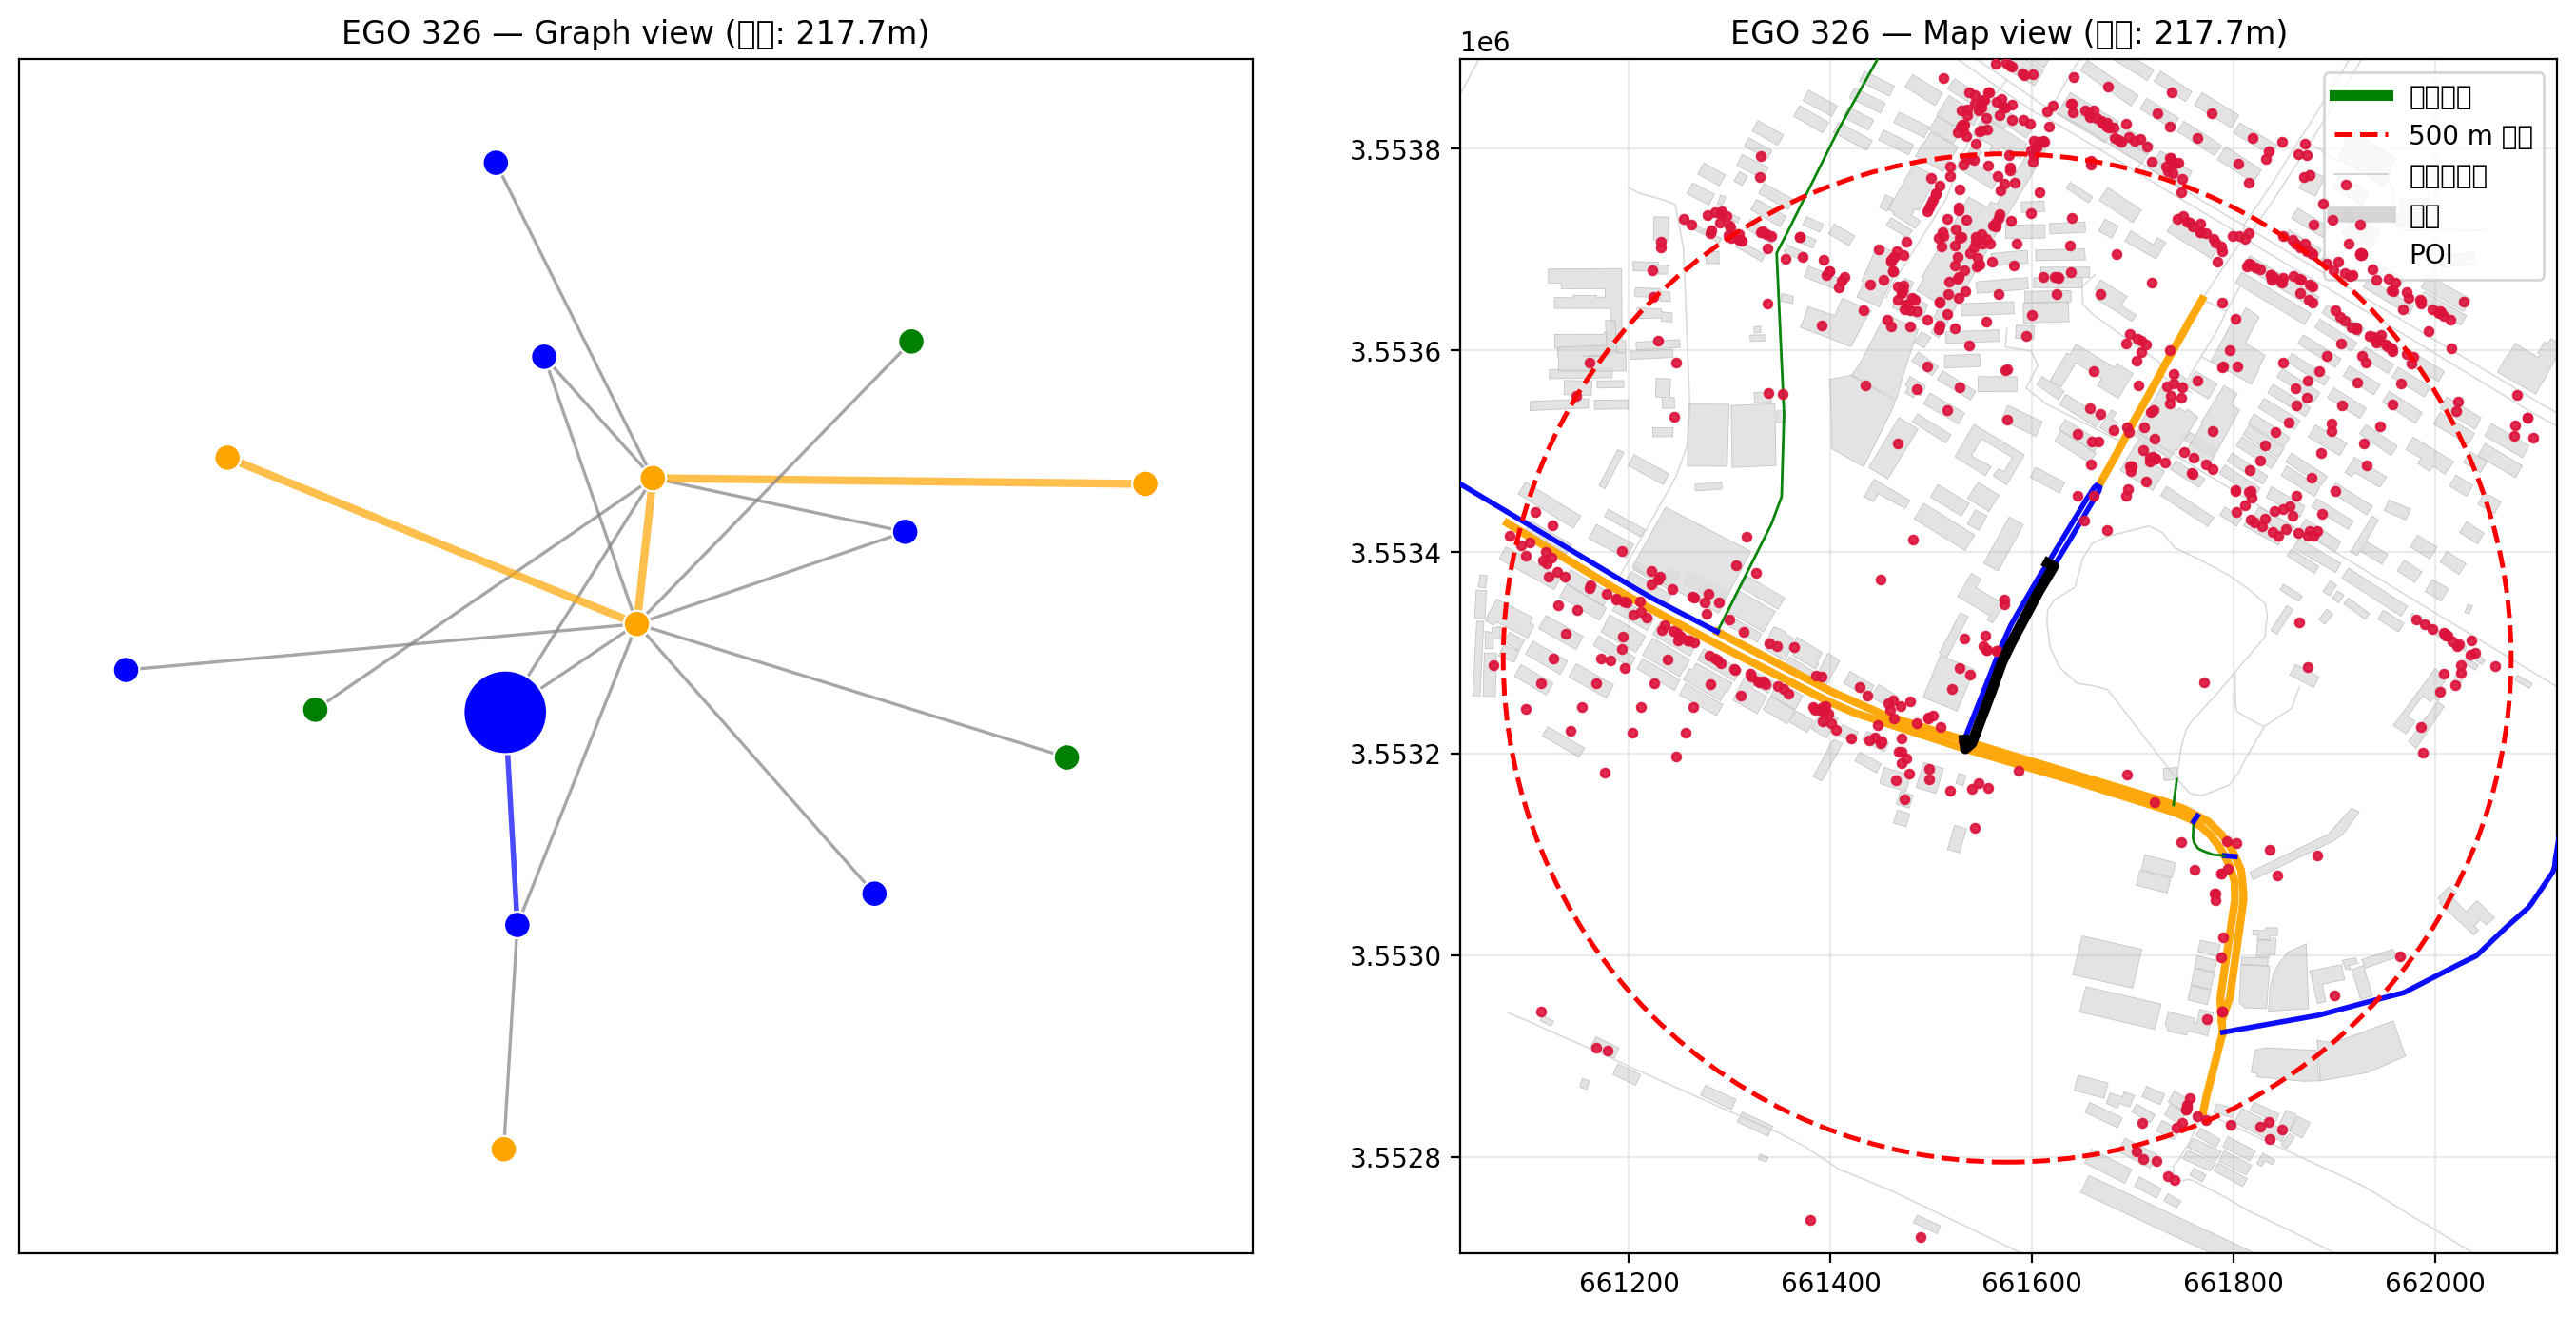 EGO 326 — Graph view (: 217.7m)
EGO 326 — Map view (: 217.7m)
1e6
3.5538
3.5536
3.5534
3.5532
3.5530
3.5528
661200
661400
661600
661800
662000
500 m
POI